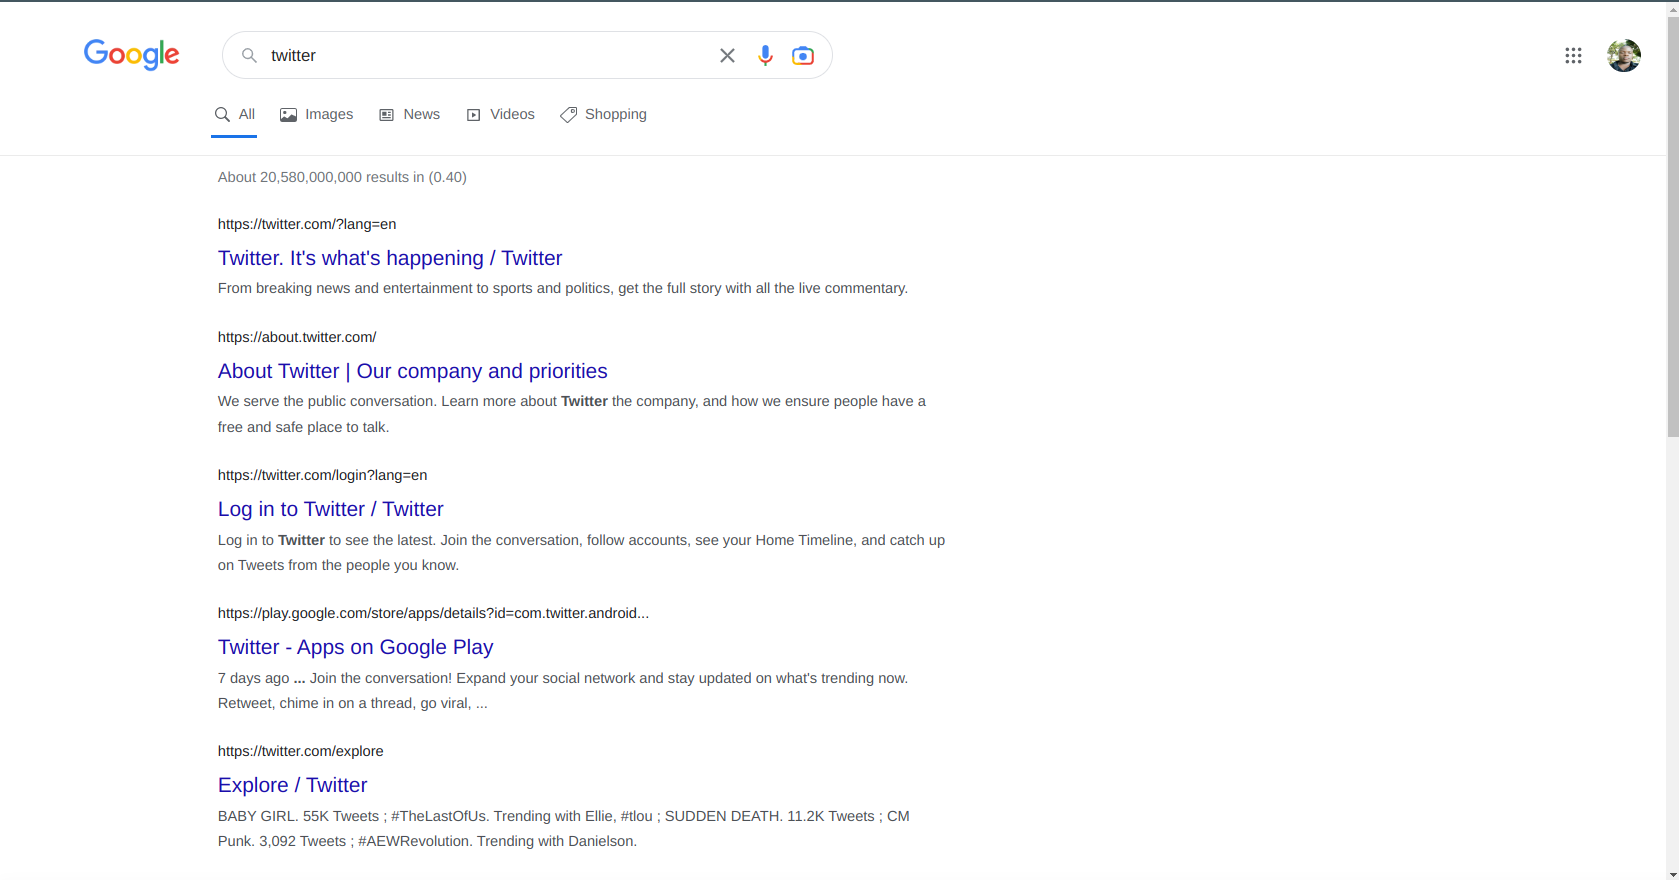 Google
twitter
All Images News Videos Shopping
About 20,580,000,000 results in (0.40)
https://twitter.com/?lang=en
Twitter. It's what's happening / Twitter
From breaking news and entertainment to sports and politics, get the full story with all the live commentary.
https://about.twitter.com/
About Twitter | Our company and priorities
We serve the public conversation. Learn more about Twitter the company, and how we ensure people have a
free and safe place to talk.
https://twitter.com/login?lang=en
Log in to Twitter / Twitter
Log in to Twitter to see the latest. Join the conversation, follow accounts, see your Home Timeline, and catch up
on Tweets from the people you know.
https://play.google.com/store/apps/details?id=com.twitter.android...
Twitter - Apps on Google Play
7 days ago ... Join the conversation! Expand your social network and stay updated on what's trending now.
Retweet, chime in on a thread, go viral, ...
https://twitter.com/explore
Explore / Twitter
BABY GIRL. 55K Tweets ; #TheLastOfUs. Trending with Ellie, #tlou ; SUDDEN DEATH. 11.2K Tweets ; CM
Punk. 3,092 Tweets ; #AEWRevolution. Trending with Danielson.